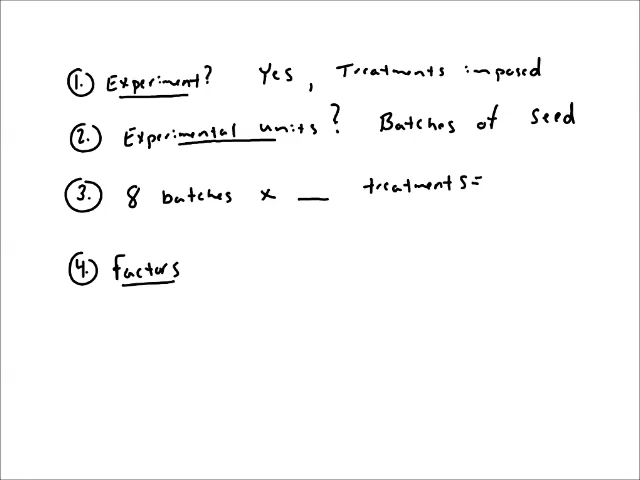 1. Experiment? Yes, Treatments imposed
2. Experimental units? Batches of seed
3. 8 batches x __ treatments=
4. Factors